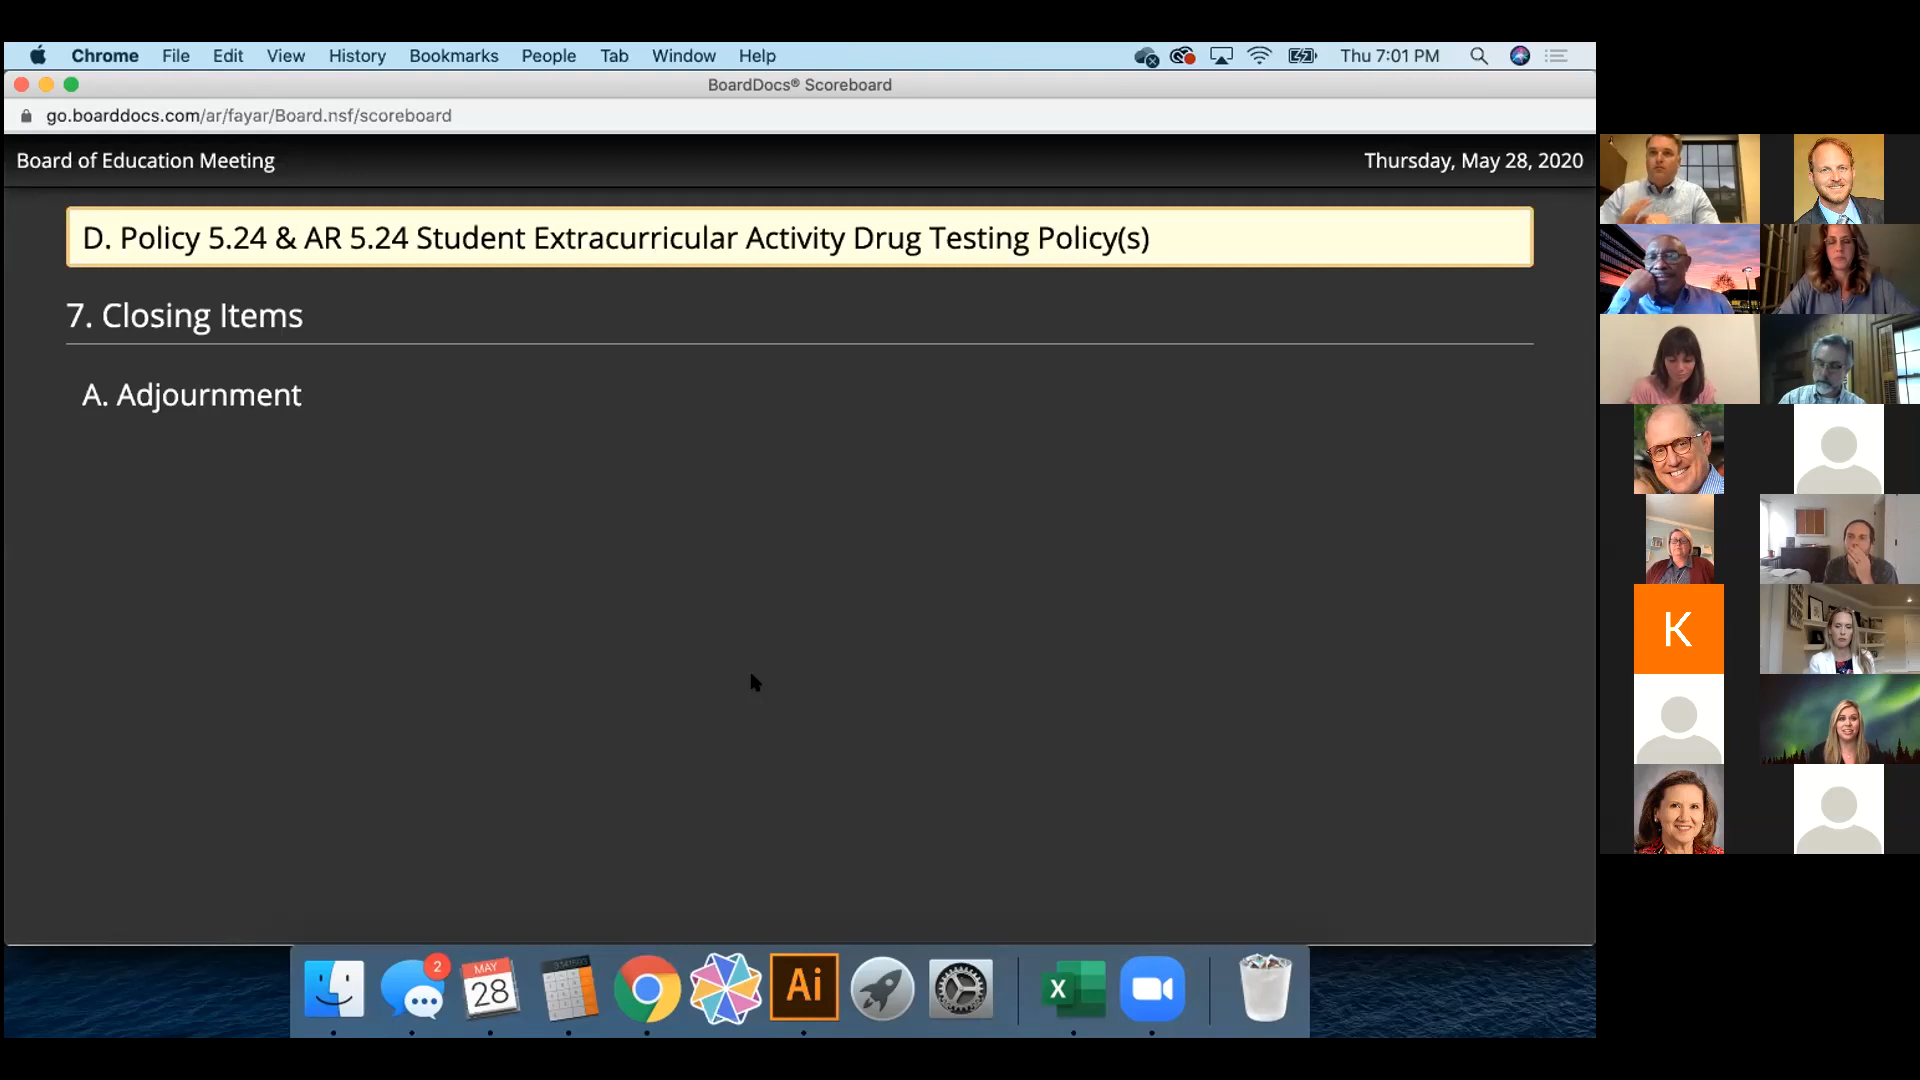 Chrome File Edit View History Bookmarks People Tab Window Help Thu 7:01 PM
BoardDocs® Scoreboard
go.boarddocs.com/ar/fayar/Board.nsf/scoreboard
Board of Education Meeting Thursday, May 28, 2020
D. Policy 5.24 & AR 5.24 Student Extracurricular Activity Drug Testing Policy(s)
7. Closing Items
A. Adjournment
K
2
MAY
28
Ai
X